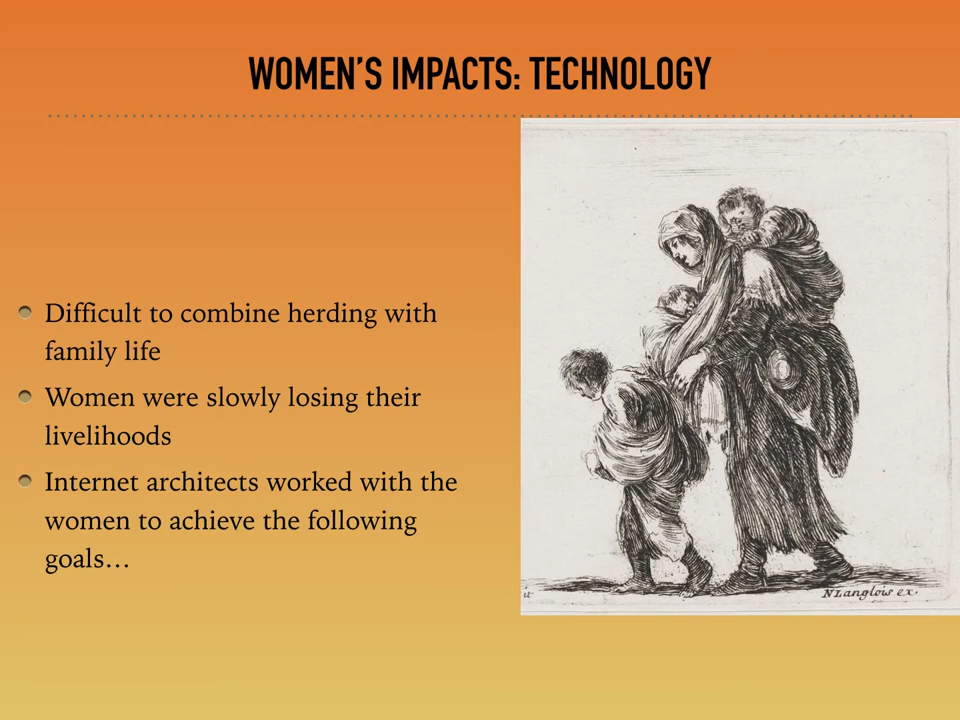 WOMEN’S IMPACTS: TECHNOLOGY
Difficult to combine herding with
family life
Women were slowly losing their
livelihoods
Internet architects worked with the
women to achieve the following
goals…
it
N Langlois ex.